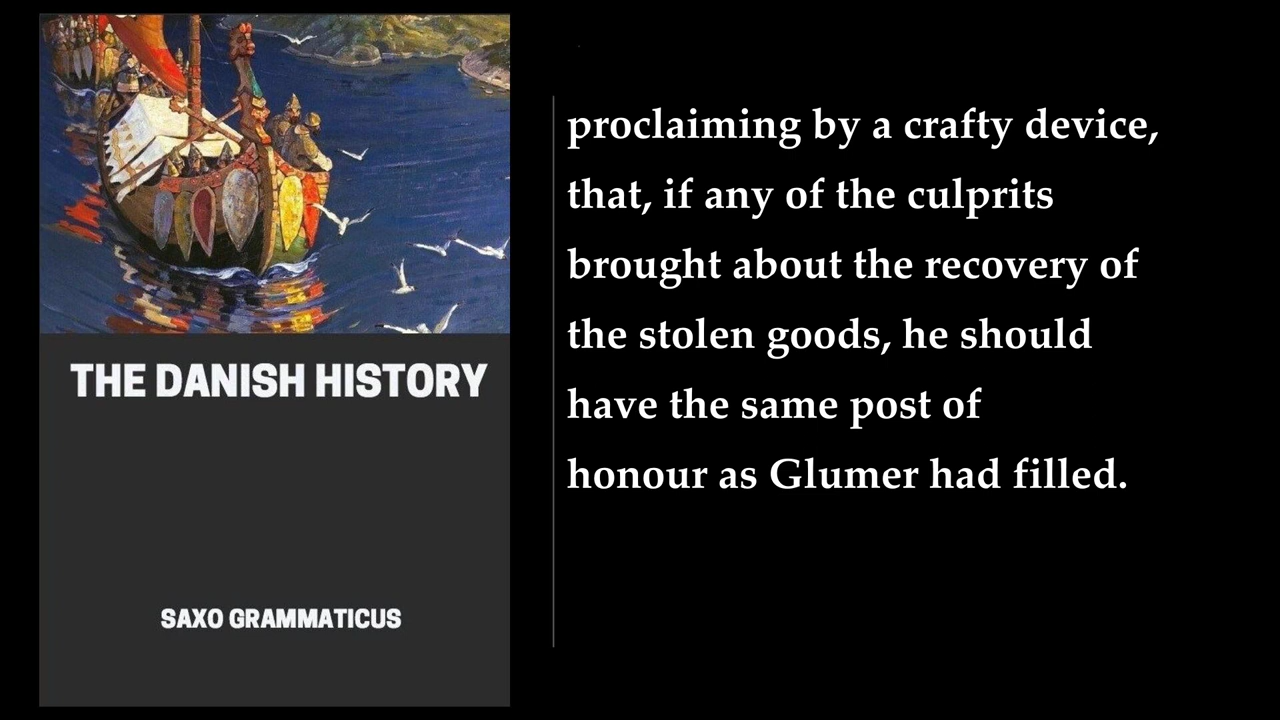 THE DANISH HISTORY
SAXO GRAMMATICUS
proclaiming by a crafty device,
that, if any of the culprits
brought about the recovery of
the stolen goods, he should
have the same post of
honour as Glumer had filled.